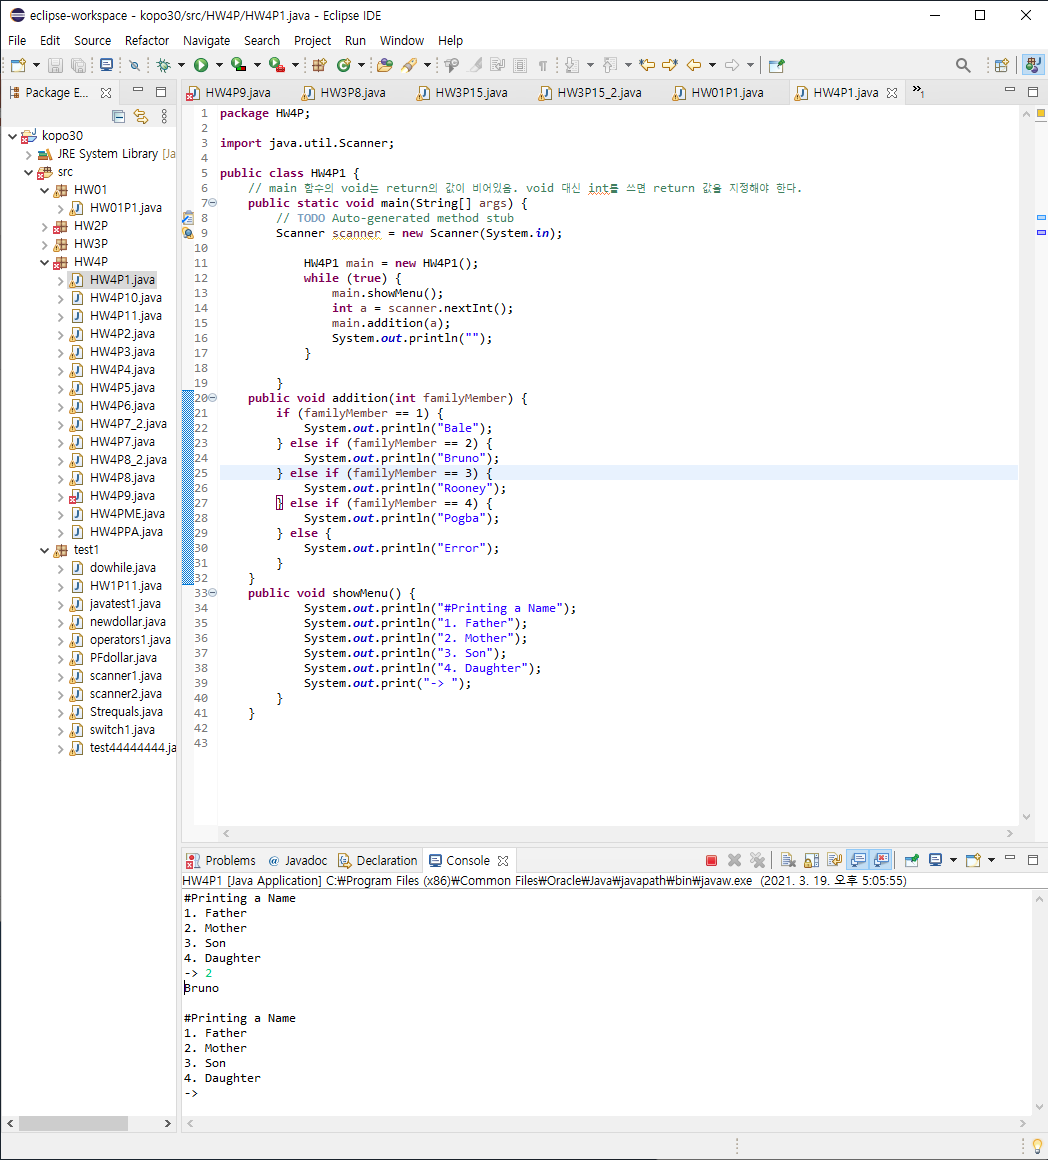 eclipse-workspace - kopo30/src/HW4P/HW4P1.java - Eclipse IDE
File Edit Source Refactor Navigate Search Project Run Window Help
Package E...
HW4P9.java HW3P8.java HW3P15.java HW3P15_2.java HW01P1.java HW4P1.java »1
kopo30
JRE System Library [Ja
src
HW01
HW01P1.java
HW2P
HW3P
HW4P
HW4P1.java
HW4P10.java
HW4P11.java
HW4P2.java
HW4P3.java
HW4P4.java
HW4P5.java
HW4P6.java
HW4P7_2.java
HW4P7.java
HW4P8_2.java
HW4P8.java
HW4P9.java
HW4PME.java
HW4PPA.java
test1
dowhile.java
HW1P11.java
javatest1.java
newdollar.java
operators1.java
PFdollar.java
scanner1.java
scanner2.java
Strequals.java
switch1.java
test44444444.ja
1 package HW4P;
2
3 import java.util.Scanner;
4
5 public class HW4P1 {
6 // main 함수의 void는 return의 값이 비어있음. void 대신 int를 쓰면 return 값을 지정해야 한다.
7 public static void main(String[] args) {
8 // TODO Auto-generated method stub
9 Scanner scanner = new Scanner(System.in);
10
11 HW4P1 main = new HW4P1();
12 while (true) {
13 main.showMenu();
14 int a = scanner.nextInt();
15 main.addition(a);
16 System.out.println("");
17 }
18
19 }
20 public void addition(int familyMember) {
21 if (familyMember == 1) {
22 System.out.println("Bale");
23 } else if (familyMember == 2) {
24 System.out.println("Bruno");
25 } else if (familyMember == 3) {
26 System.out.println("Rooney");
27 } else if (familyMember == 4) {
28 System.out.println("Pogba");
29 } else {
30 System.out.println("Error");
31 }
32 }
33 public void showMenu() {
34 System.out.println("#Printing a Name");
35 System.out.println("1. Father");
36 System.out.println("2. Mother");
37 System.out.println("3. Son");
38 System.out.println("4. Daughter");
39 System.out.print("-> ");
40 }
41 }
42
43
Problems Javadoc Declaration Console
HW4P1 [Java Application] C:₩Program Files (x86)₩Common Files₩Oracle₩Java₩javapath₩bin₩javaw.exe (2021. 3. 19. 오후 5:05:55)
#Printing a Name
1. Father
2. Mother
3. Son
4. Daughter
-> 2
Bruno
#Printing a Name
1. Father
2. Mother
3. Son
4. Daughter
->